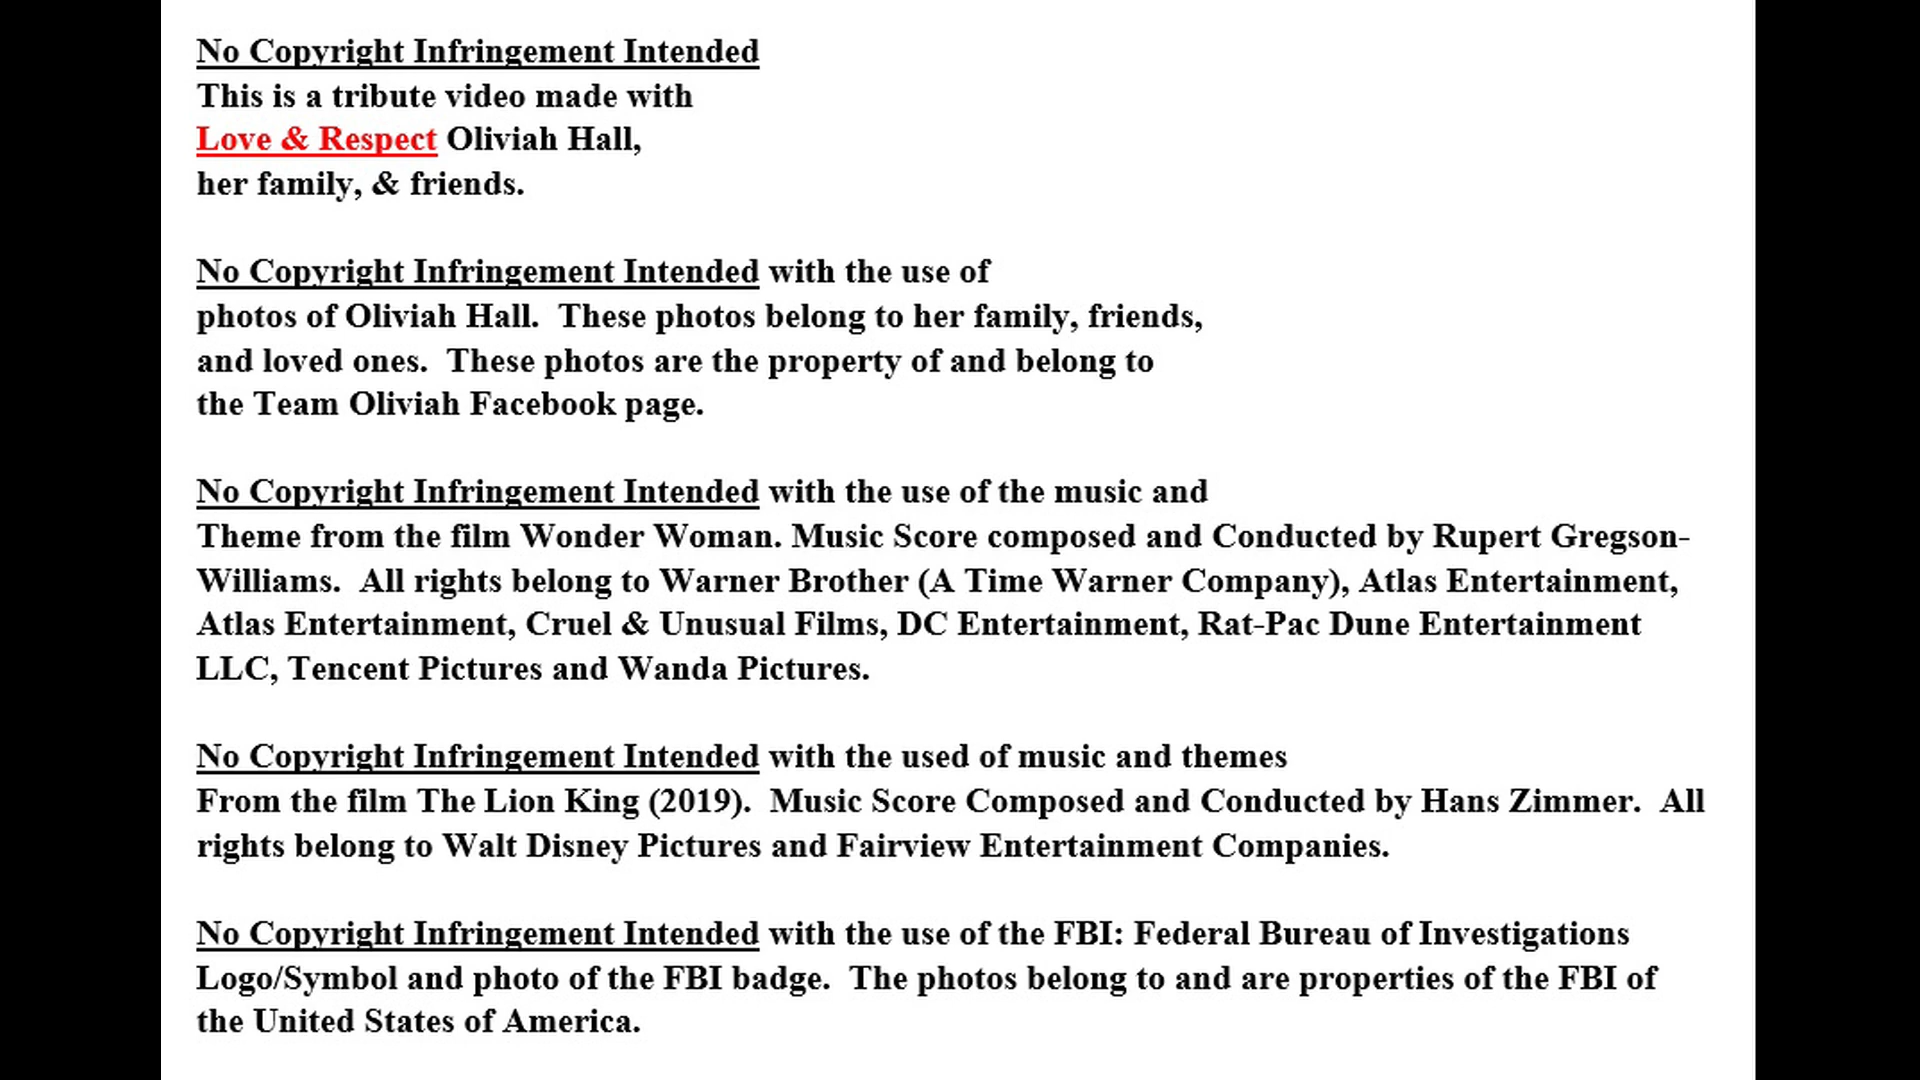 No Copyright Infringement Intended
This is a tribute video made with
Love & Respect Oliviah Hall,
her family, & friends.
No Copyright Infringement Intended with the use of
photos of Oliviah Hall.  These photos belong to her family, friends,
and loved ones.  These photos are the property of and belong to
the Team Oliviah Facebook page.
No Copyright Infringement Intended with the use of the music and
Theme from the film Wonder Woman. Music Score composed and Conducted by Rupert Gregson-
Williams.  All rights belong to Warner Brother (A Time Warner Company), Atlas Entertainment,
Atlas Entertainment, Cruel & Unusual Films, DC Entertainment, Rat-Pac Dune Entertainment
LLC, Tencent Pictures and Wanda Pictures.
No Copyright Infringement Intended with the used of music and themes
From the film The Lion King (2019).  Music Score Composed and Conducted by Hans Zimmer.  All
rights belong to Walt Disney Pictures and Fairview Entertainment Companies.
No Copyright Infringement Intended with the use of the FBI: Federal Bureau of Investigations
Logo/Symbol and photo of the FBI badge.  The photos belong to and are properties of the FBI of
the United States of America.